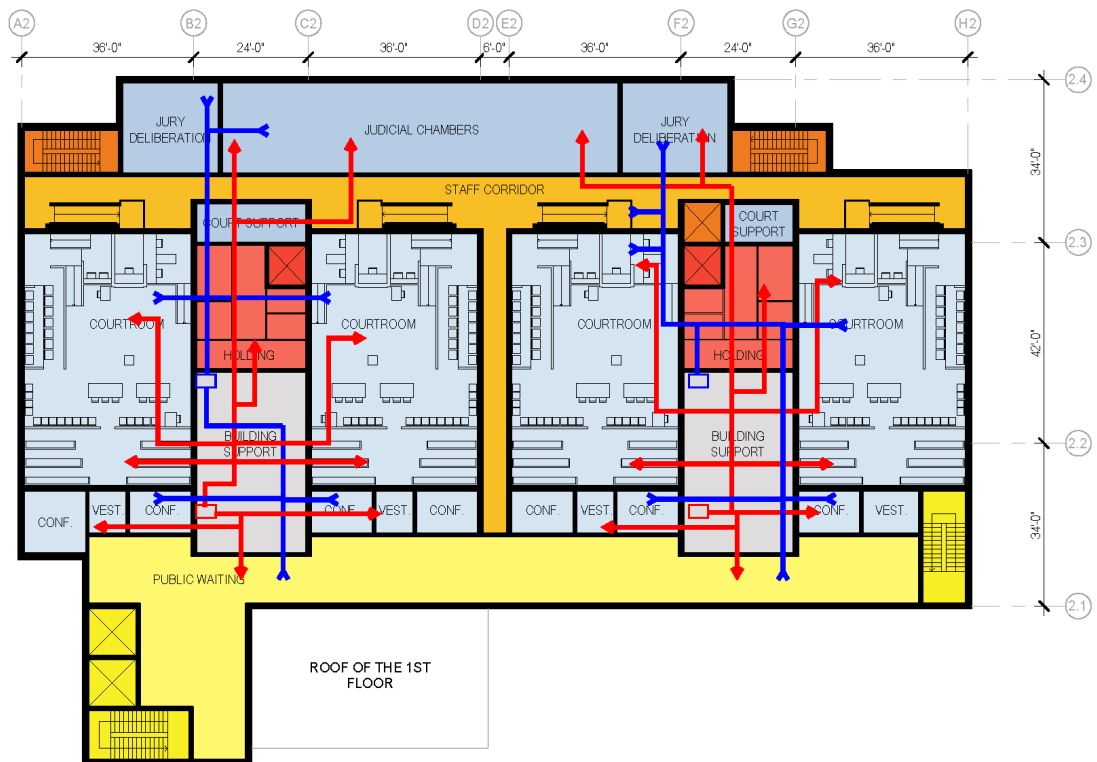 A2
B2
C2
D2
E2
F2
G2
H2
36'-0"
24'-0"
36'-0"
6'-0"
36'-0"
24'-0"
36'-0"
2.4
JURY
DELIBERATION
JUDICIAL CHAMBERS
JURY
DELIBERATION
34'-0"
STAFF CORRIDOR
COURT SUPPORT
COURT
SUPPORT
2.3
COURTROOM
COURTROOM
COURTROOM
COURTROOM
HOLDING
HOLDING
42'-0"
BUILDING
SUPPORT
BUILDING
SUPPORT
2.2
CONF.
VEST.
CONF.
CONF.
VEST.
CONF.
CONF.
VEST.
CONF.
CONF.
VEST.
34'-0"
PUBLIC WAITING
2.1
ROOF OF THE 1ST
FLOOR